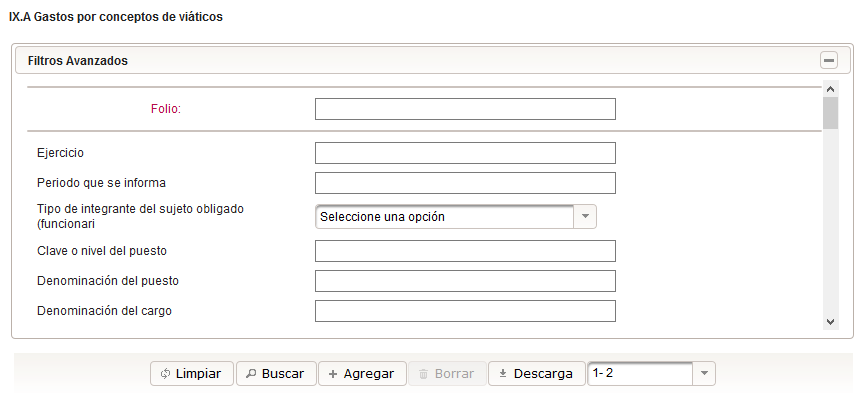 IX.A Gastos por conceptos de viáticos
Filtros Avanzados
Folio:
Ejercicio
Periodo que se informa
Tipo de integrante del sujeto obligado
(funcionari
Seleccione una opción
Clave o nivel del puesto
Denominación del puesto
Denominación del cargo
Limpiar Buscar Agregar Borrar Descarga 1- 2